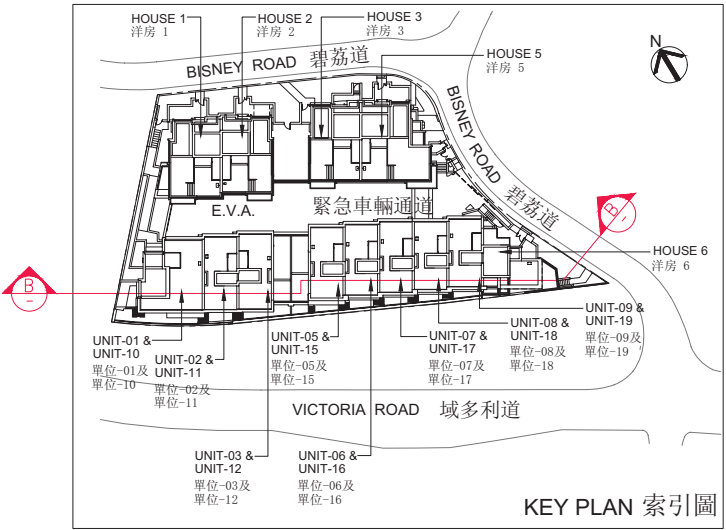 HOUSE 1
洋房 1
HOUSE 2
洋房 2
HOUSE 3
洋房 3
HOUSE 5
洋房 5
N
BISNEY ROAD 碧荔道
BISNEY ROAD 碧荔道
E.V.A. 緊急車輛通道
B
B
HOUSE 6
洋房 6
UNIT-01 &
UNIT-10
單位-01及
單位-10
UNIT-02 &
UNIT-11
單位-02及
單位-11
UNIT-05 &
UNIT-15
單位-05及
單位-15
UNIT-07 &
UNIT-17
單位-07及
單位-17
UNIT-08 &
UNIT-18
單位-08及
單位-18
UNIT-09 &
UNIT-19
單位-09及
單位-19
VICTORIA ROAD 域多利道
UNIT-03 &
UNIT-12
單位-03及
單位-12
UNIT-06 &
UNIT-16
單位-06及
單位-16
KEY PLAN 索引圖